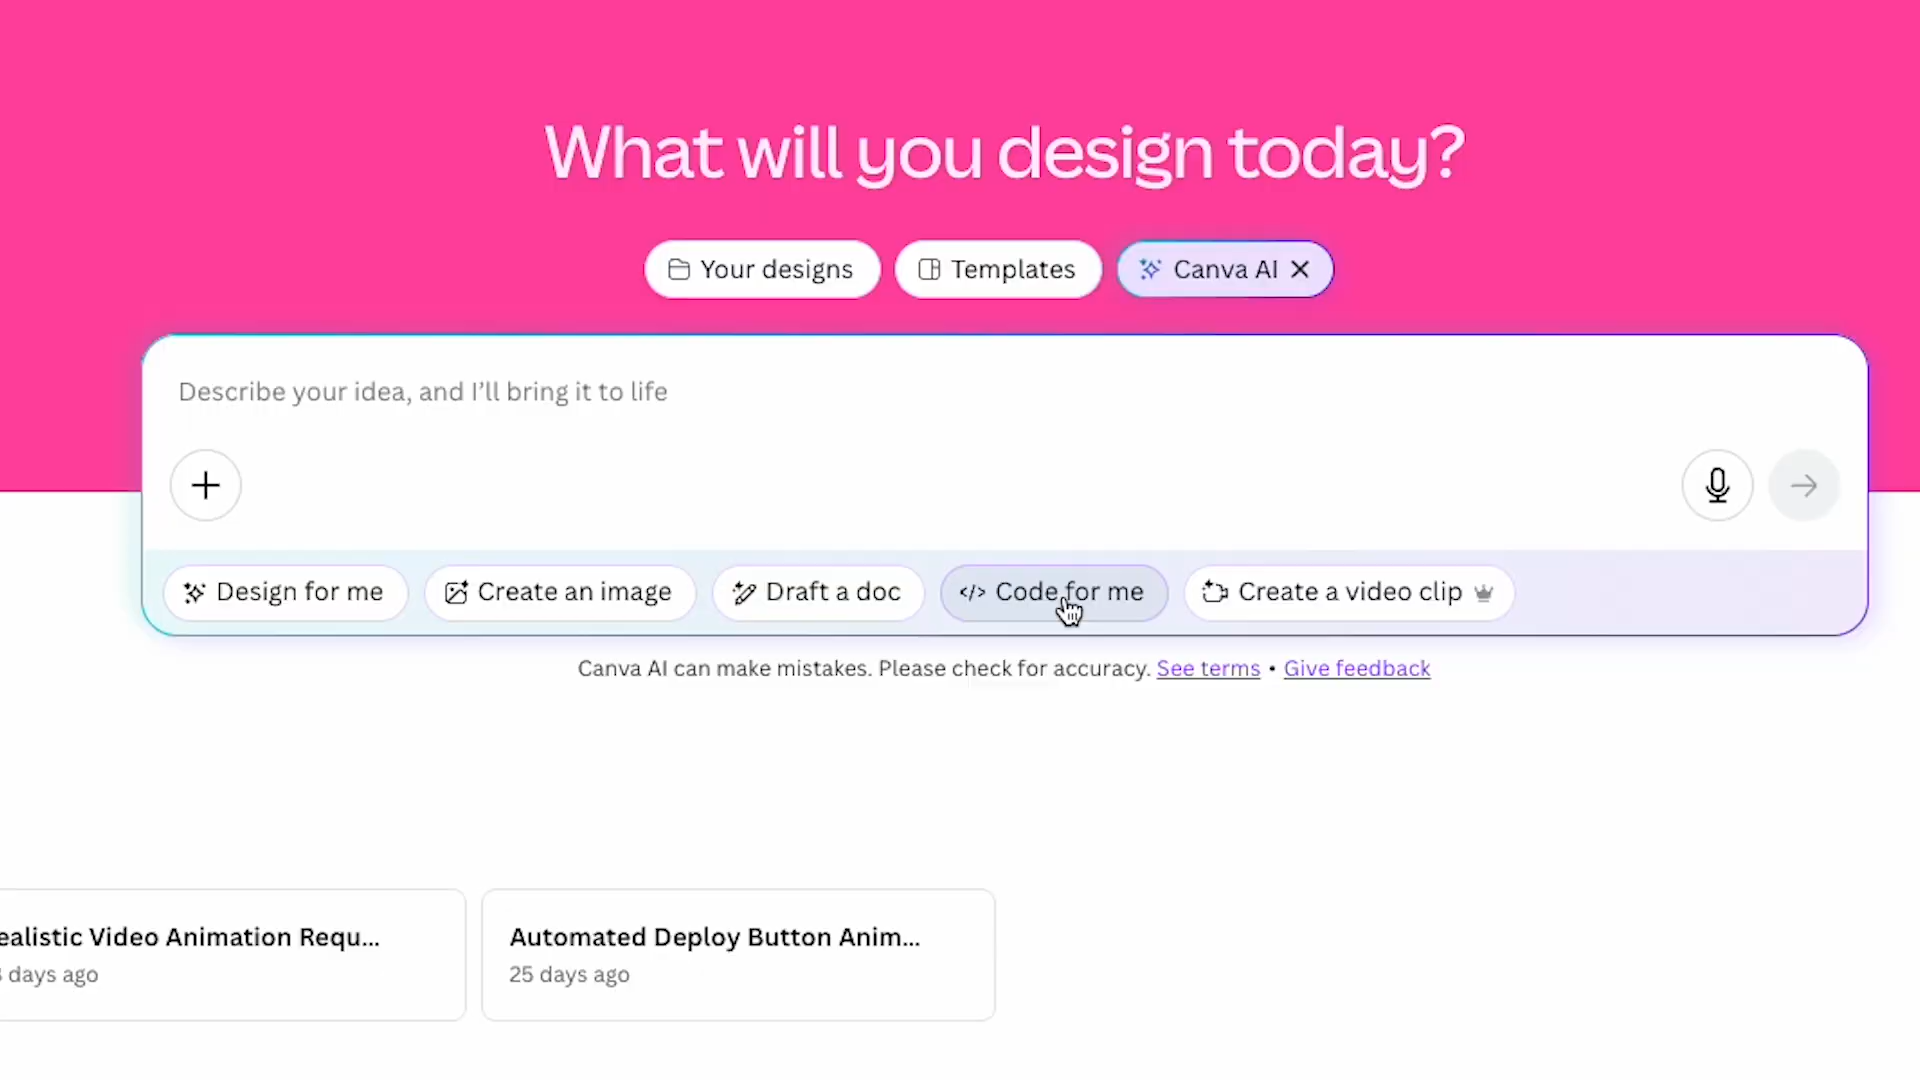 What will you design today?
Your designs
Templates
Canva AI
Describe your idea, and I'll bring it to life
Design for me
Create an image
Draft a doc
</> Code for me
Create a video clip
Canva AI can make mistakes. Please check for accuracy. See terms • Give feedback
ealistic Video Animation Requ...
days ago
Automated Deploy Button Anim...
25 days ago